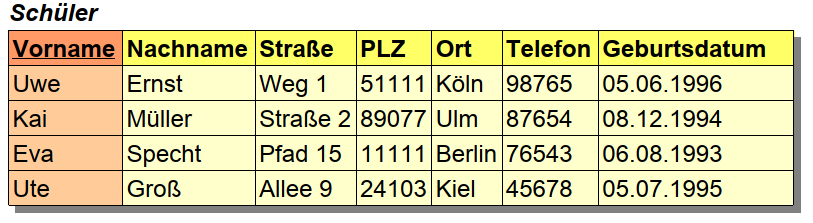 Schüler
Vorname Nachname Straße PLZ Ort Telefon Geburtsdatum
Uwe Ernst Weg 1 51111 Köln 98765 05.06.1996
Kai Müller Straße 2 89077 Ulm 87654 08.12.1994
Eva Specht Pfad 15 11111 Berlin 76543 06.08.1993
Ute Groß Allee 9 24103 Kiel 45678 05.07.1995